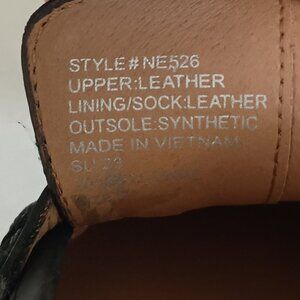 STYLE# NE526
UPPER:LEATHER
LINING/SOCK:LEATHER
OUTSOLE:SYNTHETIC
MADE IN VIETNAM